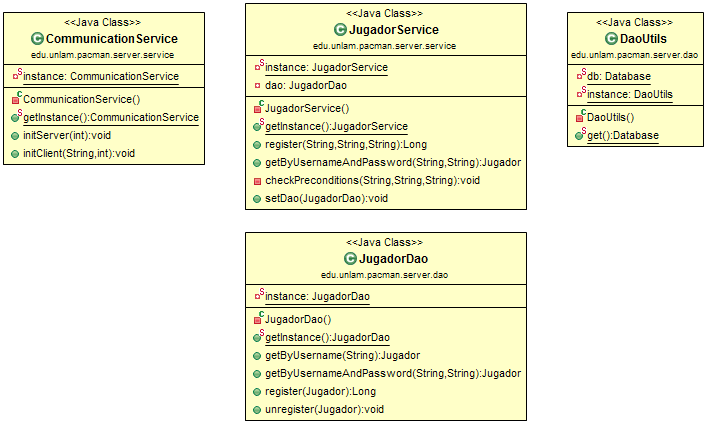 <<Java Class>>
CommunicationService
edu.unlam.pacman.server.service
instance: CommunicationService
CommunicationService()
getInstance():CommunicationService
initServer(int):void
initClient(String,int):void
<<Java Class>>
JugadorService
edu.unlam.pacman.server.service
instance: JugadorService
dao: JugadorDao
JugadorService()
getInstance():JugadorService
register(String,String,String):Long
getByUsernameAndPassword(String,String):Jugador
checkPreconditions(String,String,String):void
setDao(JugadorDao):void
<<Java Class>>
DaoUtils
edu.unlam.pacman.server.dao
db: Database
instance: DaoUtils
DaoUtils()
get():Database
<<Java Class>>
JugadorDao
edu.unlam.pacman.server.dao
instance: JugadorDao
JugadorDao()
getInstance():JugadorDao
getByUsername(String):Jugador
getByUsernameAndPassword(String,String):Jugador
register(Jugador):Long
unregister(Jugador):void